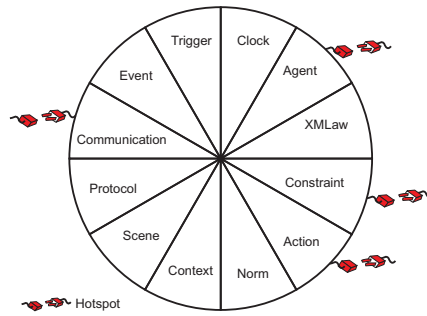 Trigger
Clock
Event
Agent
Communication
XMLaw
Protocol
Constraint
Scene
Action
Context
Norm
Hotspot